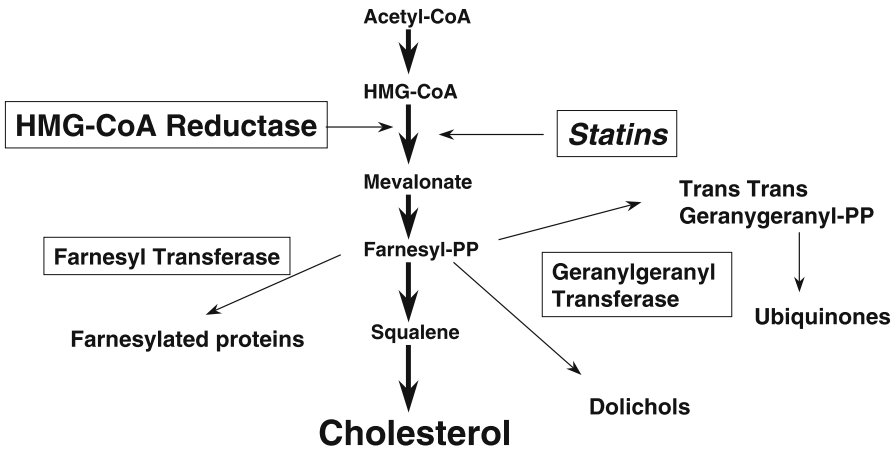 Acetyl-CoA
HMG-CoA
HMG-CoA Reductase
Statins
Mevalonate
Trans Trans
Geranygeranyl-PP
Farnesyl Transferase
Farnesyl-PP
Geranylgeranyl
Transferase
Ubiquinones
Farnesylated proteins
Squalene
Dolichols
Cholesterol